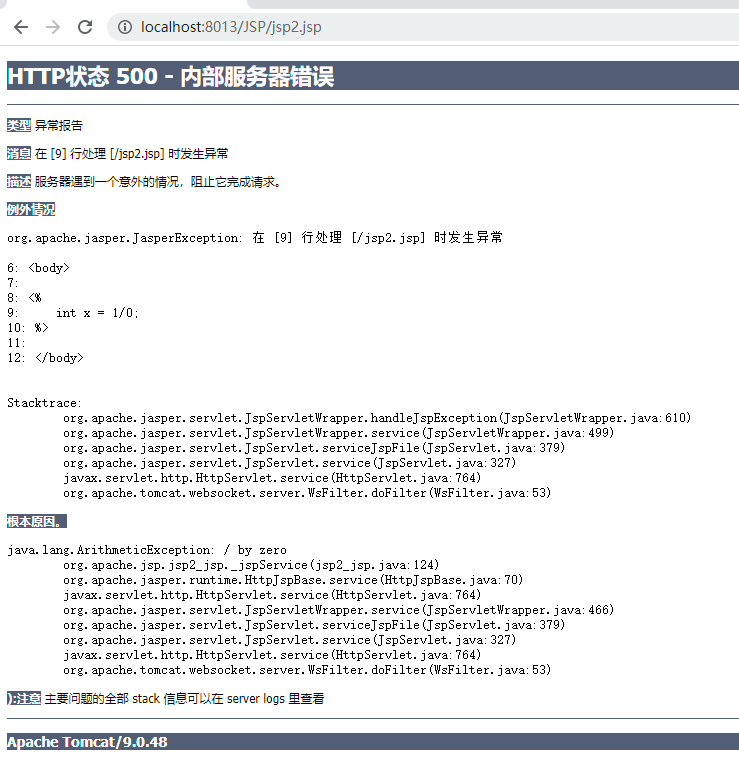 localhost:8013/JSP/jsp2.jsp
HTTP状态 500 - 内部服务器错误
类型 异常报告
消息 在 [9] 行处理 [/jsp2.jsp] 时发生异常
描述 服务器遇到一个意外的情况，阻止它完成请求。
例外情况
org.apache.jasper.JasperException: 在 [9] 行处理 [/jsp2.jsp] 时发生异常
6: <body>
7:
8: <%
9:     int x = 1/0;
10: %>
11:
12: </body>
Stacktrace:
org.apache.jasper.servlet.JspServletWrapper.handleJspException(JspServletWrapper.java:610)
org.apache.jasper.servlet.JspServletWrapper.service(JspServletWrapper.java:499)
org.apache.jasper.servlet.JspServlet.serviceJspFile(JspServlet.java:379)
org.apache.jasper.servlet.JspServlet.service(JspServlet.java:327)
javax.servlet.http.HttpServlet.service(HttpServlet.java:764)
org.apache.tomcat.websocket.server.WsFilter.doFilter(WsFilter.java:53)
根本原因。
java.lang.ArithmeticException: / by zero
org.apache.jsp.jsp2_jsp._jspService(jsp2_jsp.java:124)
org.apache.jasper.runtime.HttpJspBase.service(HttpJspBase.java:70)
javax.servlet.http.HttpServlet.service(HttpServlet.java:764)
org.apache.jasper.servlet.JspServletWrapper.service(JspServletWrapper.java:466)
org.apache.jasper.servlet.JspServlet.serviceJspFile(JspServlet.java:379)
org.apache.jasper.servlet.JspServlet.service(JspServlet.java:327)
javax.servlet.http.HttpServlet.service(HttpServlet.java:764)
org.apache.tomcat.websocket.server.WsFilter.doFilter(WsFilter.java:53)
):注意 主要问题的全部 stack 信息可以在 server logs 里查看
Apache Tomcat/9.0.48